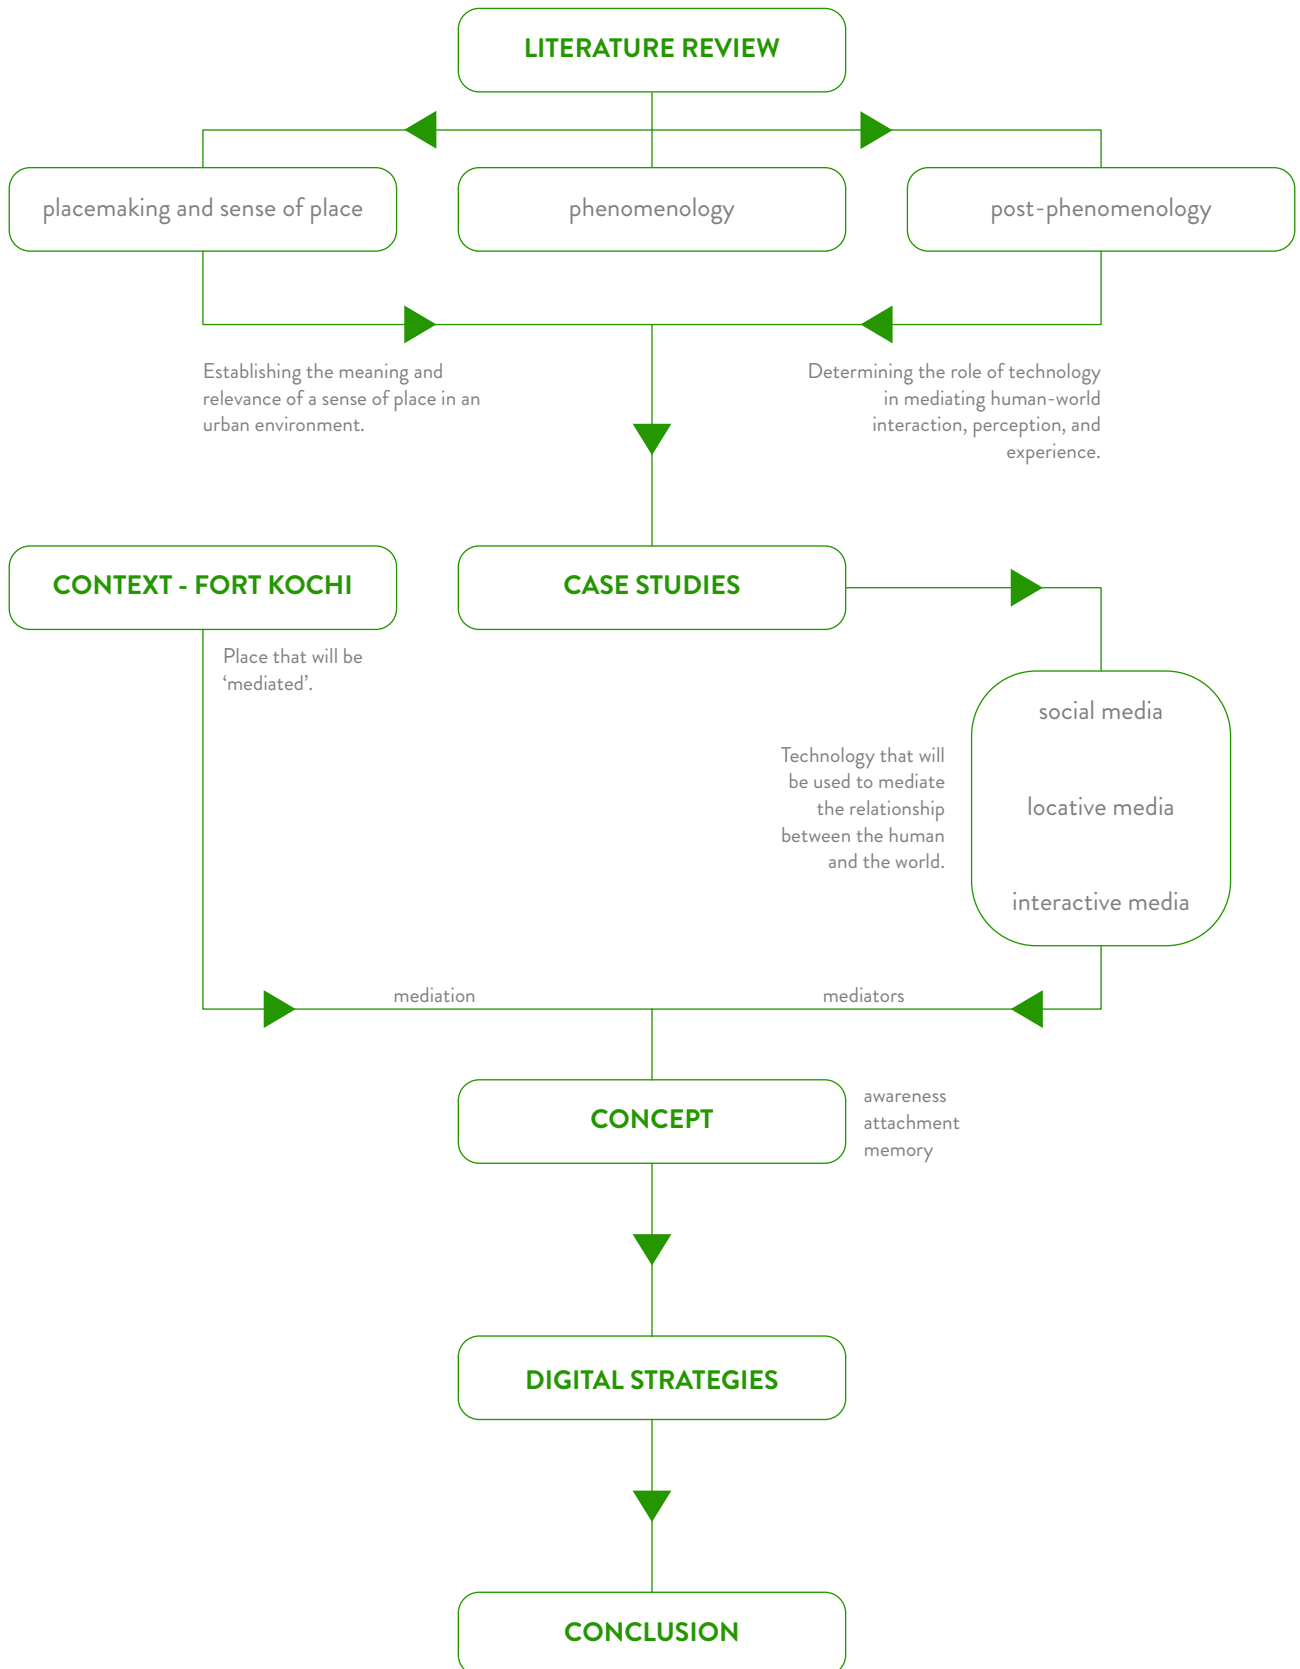 LITERATURE REVIEW
placemaking and sense of place
phenomenology
post-phenomenology
Establishing the meaning and
relevance of a sense of place in an
urban environment.
Determining the role of technology
in mediating human-world
interaction, perception, and
experience.
CONTEXT - FORT KOCHI
CASE STUDIES
Place that will be
‘mediated’.
social media
locative media
interactive media
Technology that will
be used to mediate
the relationship
between the human
and the world.
mediation
mediators
CONCEPT
awareness
attachment
memory
DIGITAL STRATEGIES
CONCLUSION